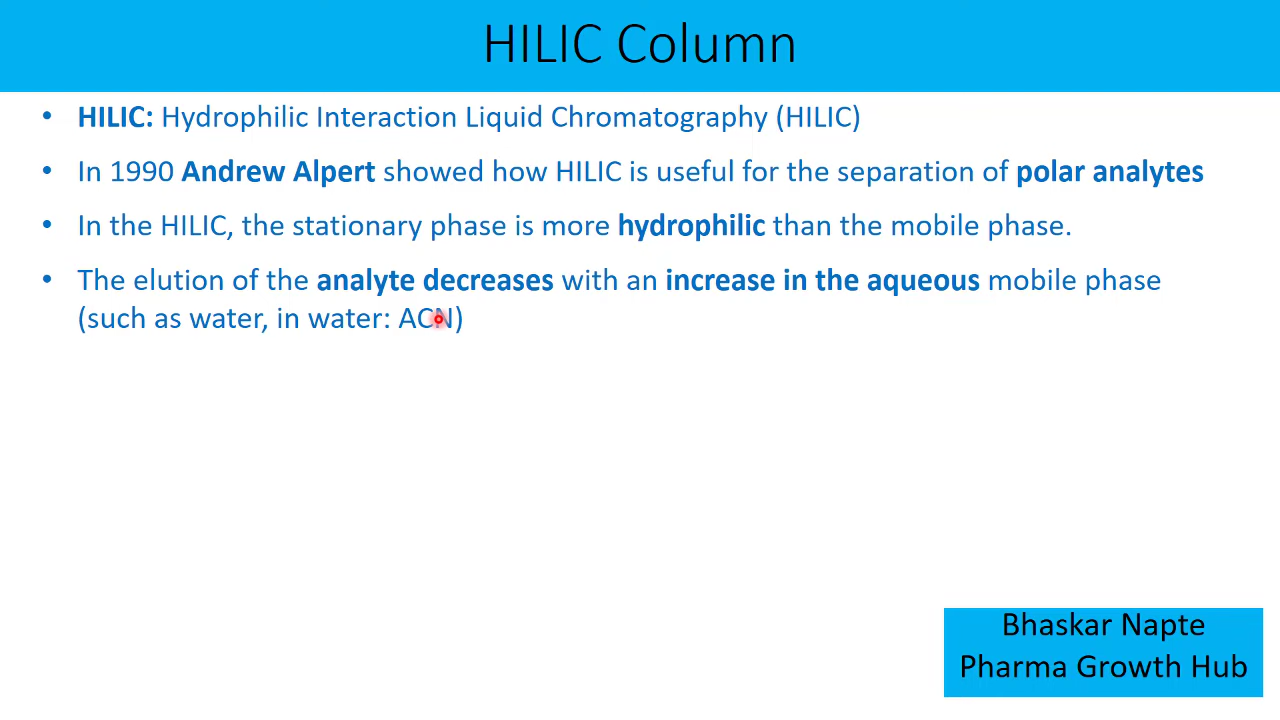 HILIC Column
• HILIC: Hydrophilic Interaction Liquid Chromatography (HILIC)
• In 1990 Andrew Alpert showed how HILIC is useful for the separation of polar analytes
• In the HILIC, the stationary phase is more hydrophilic than the mobile phase.
• The elution of the analyte decreases with an increase in the aqueous mobile phase
(such as water, in water: ACN)
Bhaskar Napte
Pharma Growth Hub